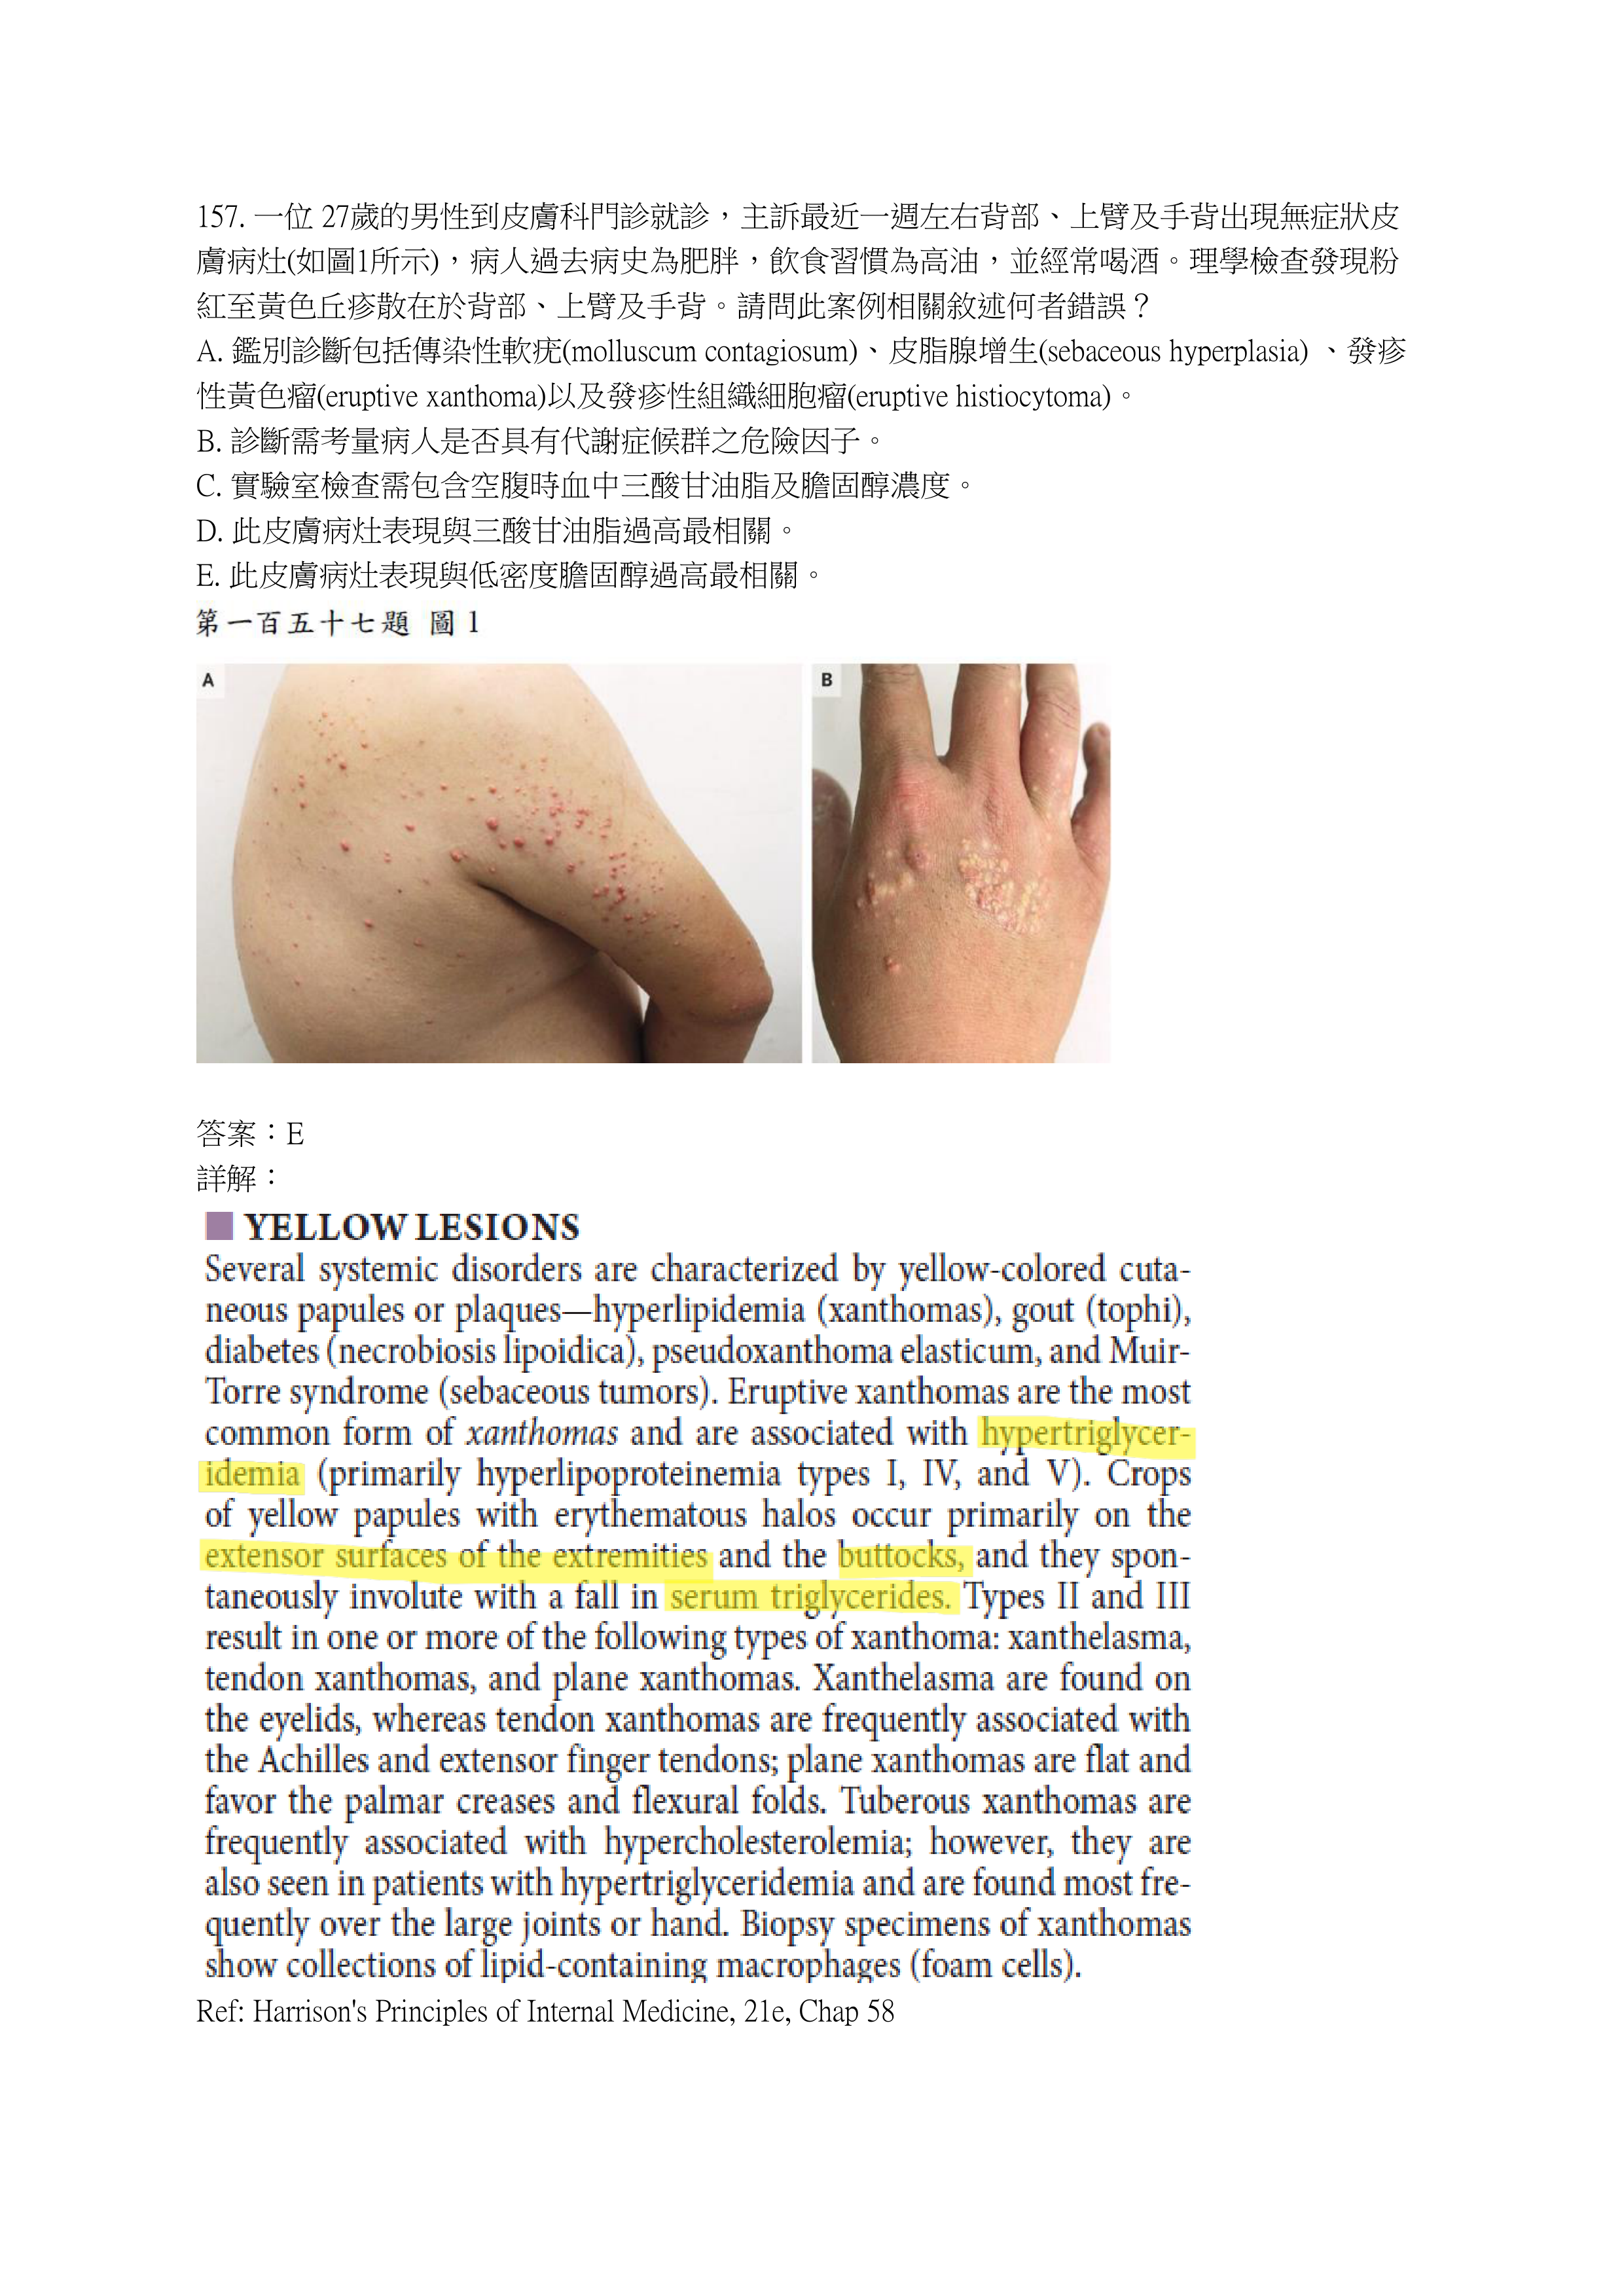 157. 一位 27歲的男性到皮膚科門診就診，主訴最近一週左右背部、上臂及手背出現無症狀皮
膚病灶(如圖1所示)，病人過去病史為肥胖，飲食習慣為高油，並經常喝酒。理學檢查發現粉
紅至黃色丘疹散在於背部、上臂及手背。請問此案例相關敘述何者錯誤？
A. 鑑別診斷包括傳染性軟疣(molluscum contagiosum)、皮脂腺增生(sebaceous hyperplasia) 、發疹
性黃色瘤(eruptive xanthoma)以及發疹性組織細胞瘤(eruptive histiocytoma)。
B. 診斷需考量病人是否具有代謝症候群之危險因子。
C. 實驗室檢查需包含空腹時血中三酸甘油脂及膽固醇濃度。
D. 此皮膚病灶表現與三酸甘油脂過高最相關。
E. 此皮膚病灶表現與低密度膽固醇過高最相關。
第一百五十七題 圖 1
A
B
答案：E
詳解：
YELLOW LESIONS
Several systemic disorders are characterized by yellow-colored cuta-
neous papules or plaques—hyperlipidemia (xanthomas), gout (tophi),
diabetes (necrobiosis lipoidica), pseudoxanthoma elasticum, and Muir-
Torre syndrome (sebaceous tumors). Eruptive xanthomas are the most
common form of xanthomas and are associated with hypertriglycer-
idemia (primarily hyperlipoproteinemia types I, IV, and V). Crops
of yellow papules with erythematous halos occur primarily on the
extensor surfaces of the extremities and the buttocks, and they spon-
taneously involute with a fall in serum triglycerides. Types II and III
result in one or more of the following types of xanthoma: xanthelasma,
tendon xanthomas, and plane xanthomas. Xanthelasma are found on
the eyelids, whereas tendon xanthomas are frequently associated with
the Achilles and extensor finger tendons; plane xanthomas are flat and
favor the palmar creases and flexural folds. Tuberous xanthomas are
frequently associated with hypercholesterolemia; however, they are
also seen in patients with hypertriglyceridemia and are found most fre-
quently over the large joints or hand. Biopsy specimens of xanthomas
show collections of lipid-containing macrophages (foam cells).
Ref: Harrison's Principles of Internal Medicine, 21e, Chap 58